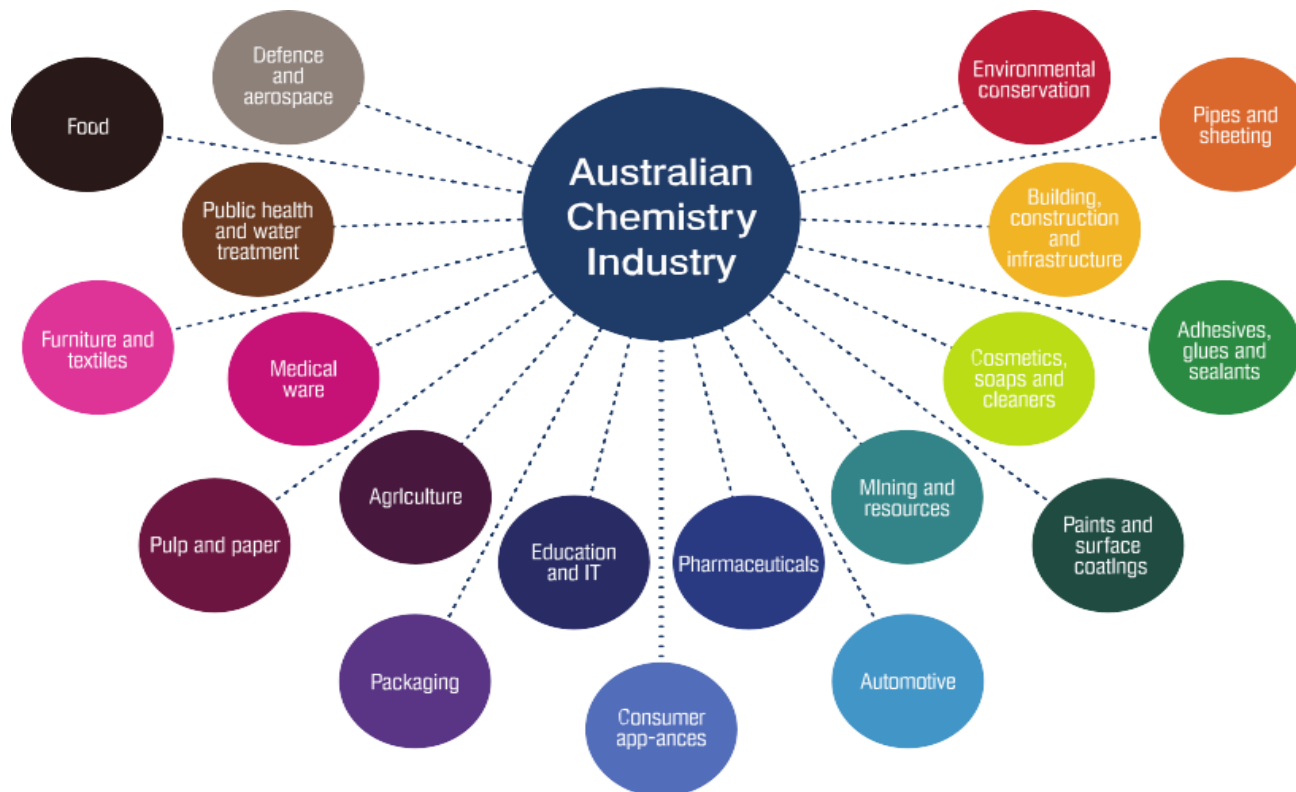 Defence
and
aerospace
Food
Public health
and water
treatment
Furniture and
textiles
Medical
ware
Pulp and paper
Agriculture
Packaging
Education
and IT
Consumer
app-ances
Australian
Chemistry
Industry
Pharmaceuticals
Automotive
MIning and
resources
Paints and
surface
coatIngs
Cosmetics,
soaps and
cleaners
Adhesives,
glues and
sealants
Building,
construction
and
infrastructure
Pipes and
sheeting
Environmental
conservation